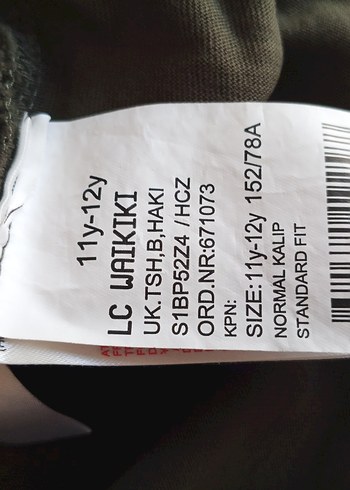 11y-12y
LC WAIKIKI
UK.TSH,B,HAKI
S1BP52Z4 /HCZ
ORD.NR:671073
KPN:
SIZE:11y-12y 152/78A
NORMAL KALIP
STANDARD FIT